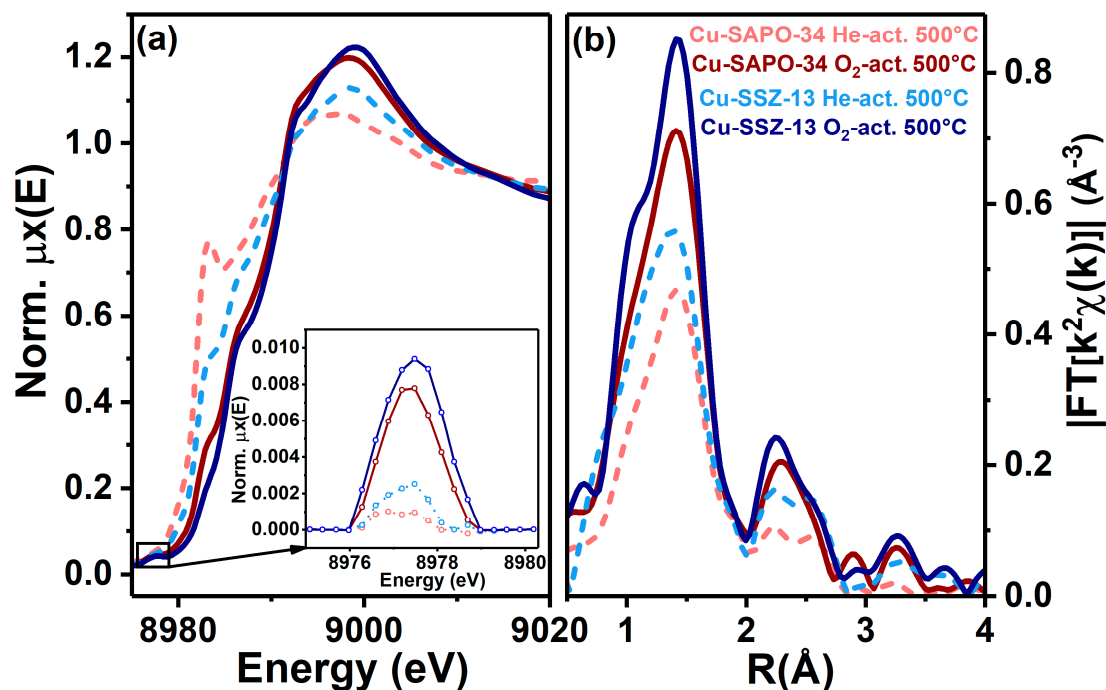 (a)
Norm. μx(E)
1.2
1.0
0.8
0.6
0.4
0.2
0.0
8980
9000
9020
Energy (eV)
Norm. μx(E)
0.010
0.008
0.006
0.004
0.002
0.000
8976
8978
8980
Energy (eV)
(b)
Cu-SAPO-34 He-act. 500°C
Cu-SAPO-34 O₂-act. 500°C
Cu-SSZ-13 He-act. 500°C
Cu-SSZ-13 O₂-act. 500°C
0.8
0.6
0.4
0.2
0.0
|FT[k²χ(k)]| (Å⁻³)
0
1
2
3
4
R(Å)